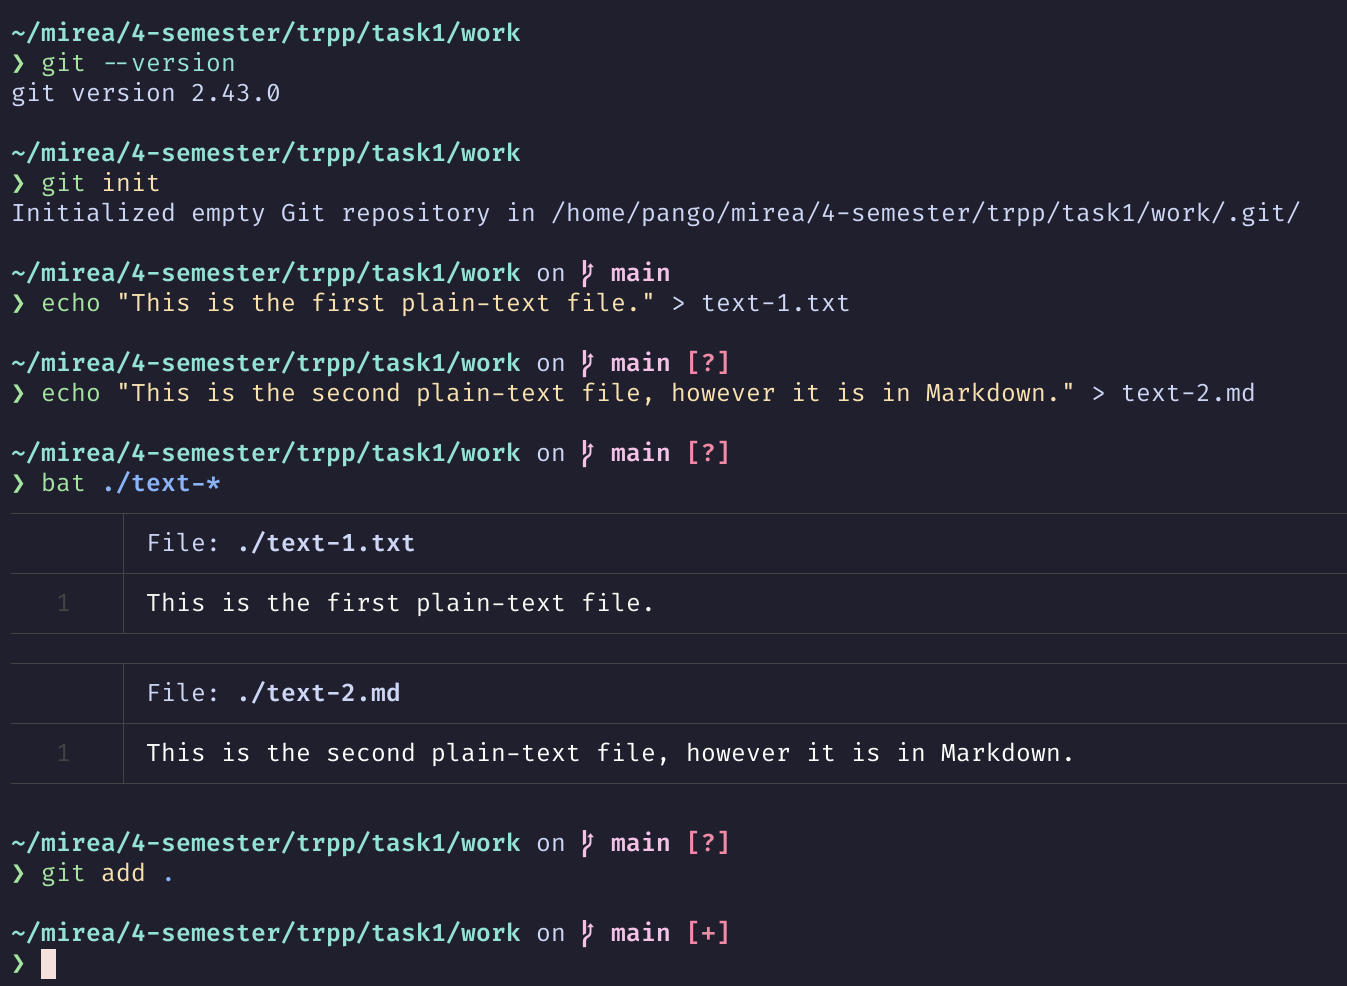 ~/mirea/4-semester/trpp/task1/work
❯ git --version
git version 2.43.0
~/mirea/4-semester/trpp/task1/work
❯ git init
Initialized empty Git repository in /home/pango/mirea/4-semester/trpp/task1/work/.git/
~/mirea/4-semester/trpp/task1/work on main
❯ echo "This is the first plain-text file." > text-1.txt
~/mirea/4-semester/trpp/task1/work on main [?]
❯ echo "This is the second plain-text file, however it is in Markdown." > text-2.md
~/mirea/4-semester/trpp/task1/work on main [?]
❯ bat ./text-*
File: ./text-1.txt
1 This is the first plain-text file.
File: ./text-2.md
1 This is the second plain-text file, however it is in Markdown.
~/mirea/4-semester/trpp/task1/work on main [?]
❯ git add .
~/mirea/4-semester/trpp/task1/work on main [+]
❯